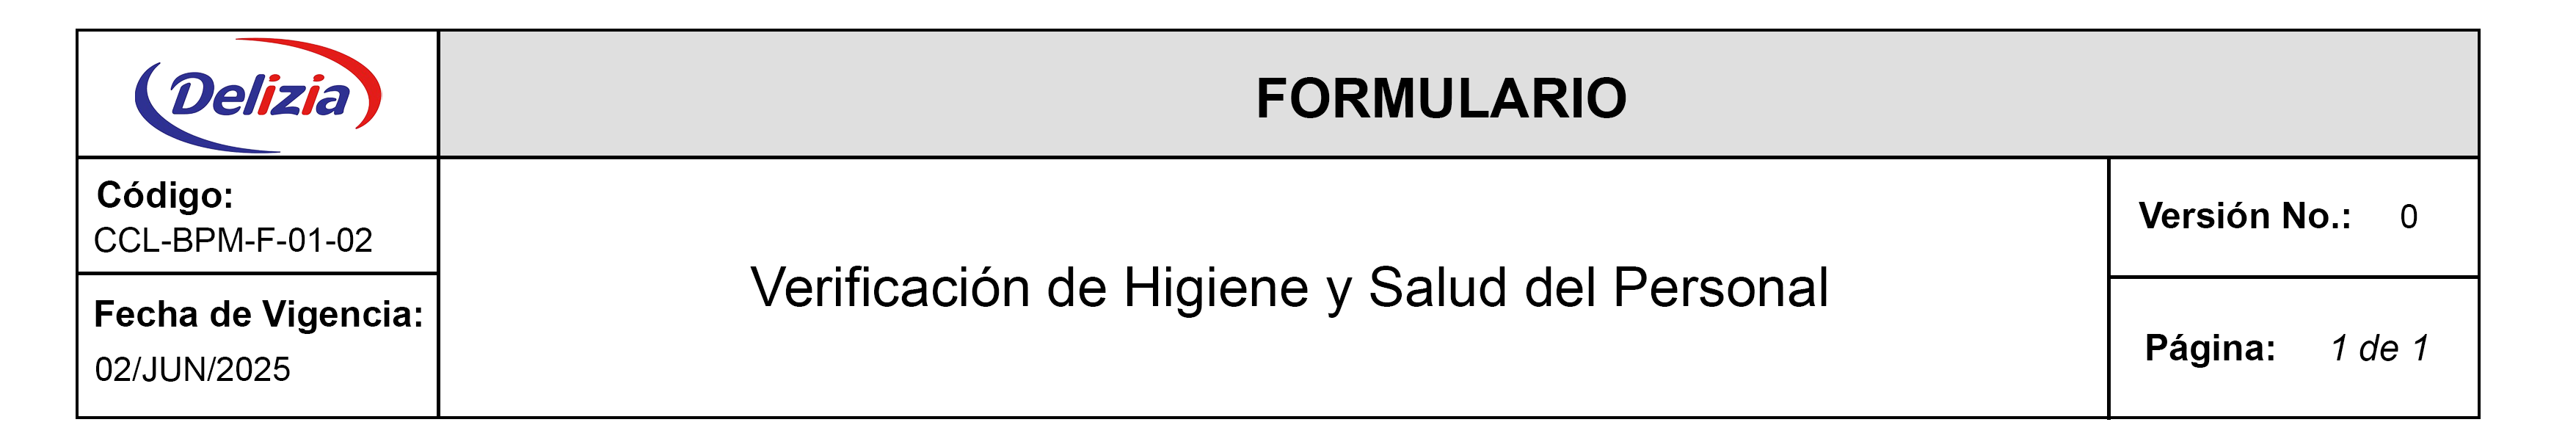 Delizia
FORMULARIO
Código:
CCL-BPM-F-01-02
Fecha de Vigencia:
02/JUN/2025
Verificación de Higiene y Salud del Personal
Versión No.: 0
Página: 1 de 1